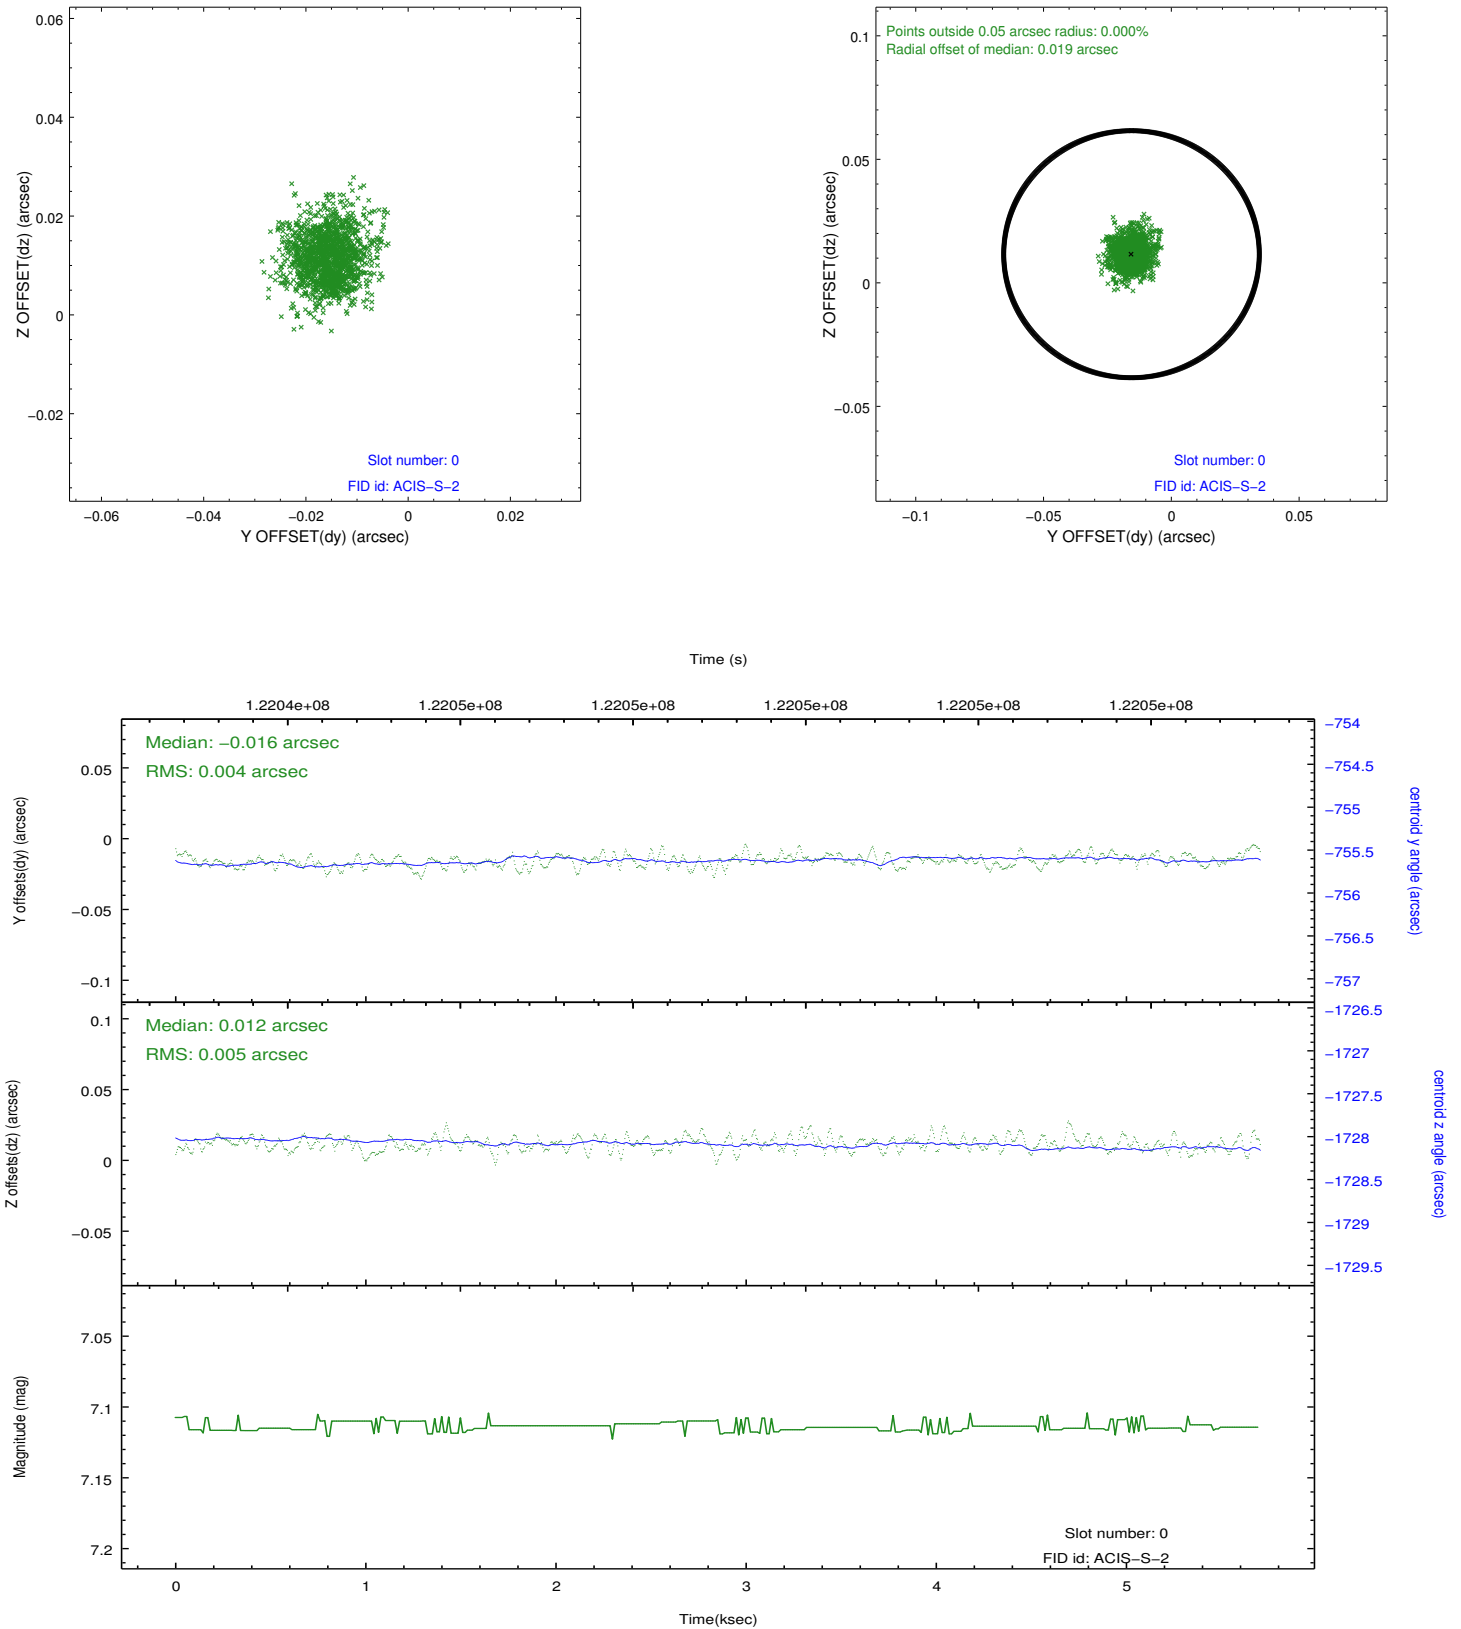 0.06
0.04
0.02
0
−0.02
Z OFFSET(dz) (arcsec)
Slot number: 0
FID id: ACIS−S−2
−0.06
−0.04
−0.02
0
0.02
Y OFFSET(dy) (arcsec)
Points outside 0.05 arcsec radius: 0.000%
Radial offset of median: 0.019 arcsec
0.1
0.05
0
−0.05
Z OFFSET(dz) (arcsec)
Slot number: 0
FID id: ACIS−S−2
−0.1
−0.05
0
0.05
Y OFFSET(dy) (arcsec)
Time (s)
1.2204e+08
1.2205e+08
1.2205e+08
1.2205e+08
1.2205e+08
1.2205e+08
Median: −0.016 arcsec
RMS: 0.004 arcsec
0.05
0
−0.05
−0.1
Y offsets(dy) (arcsec)
−754
−754.5
−755
−755.5
−756
−756.5
−757
centroid y angle (arcsec)
Median: 0.012 arcsec
RMS: 0.005 arcsec
0.1
0.05
0
−0.05
Z offsets(dz) (arcsec)
−1726.5
−1727
−1727.5
−1728
−1728.5
−1729
−1729.5
centroid z angle (arcsec)
7.05
7.1
7.15
7.2
Magnitude (mag)
Slot number: 0
FID id: ACIS−S−2
0
1
2
3
4
5
Time(ksec)